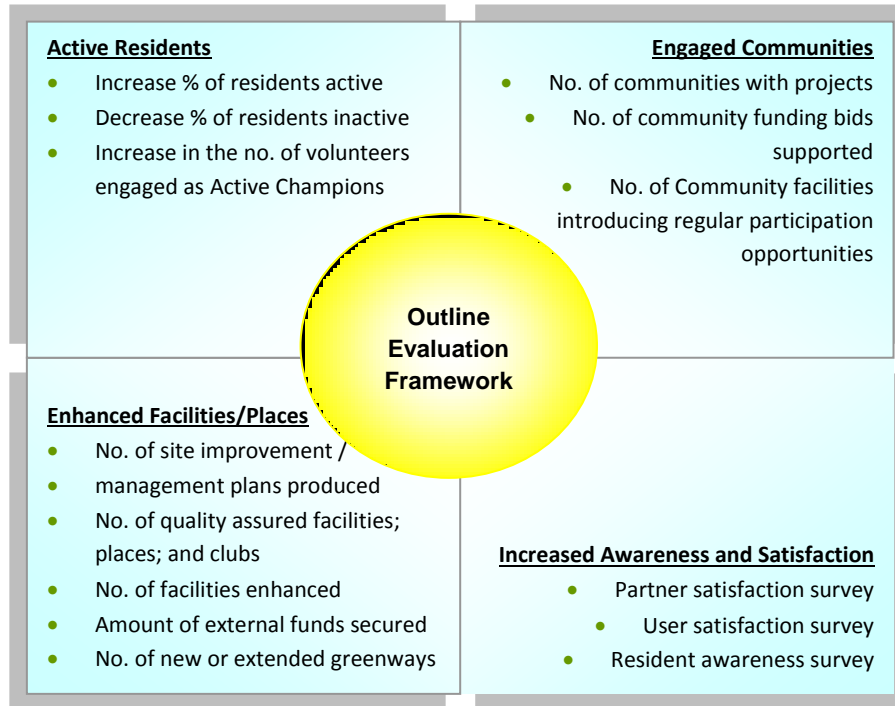 Active Residents
• Increase % of residents active
• Decrease % of residents inactive
• Increase in the no. of volunteers
engaged as Active Champions
Engaged Communities
• No. of communities with projects
• No. of community funding bids
supported
• No. of Community facilities
introducing regular participation
opportunities
Outline
Evaluation
Framework
Enhanced Facilities/Places
• No. of site improvement /
• management plans produced
• No. of quality assured facilities;
places; and clubs
• No. of facilities enhanced
• Amount of external funds secured
• No. of new or extended greenways
Increased Awareness and Satisfaction
• Partner satisfaction survey
• User satisfaction survey
• Resident awareness survey